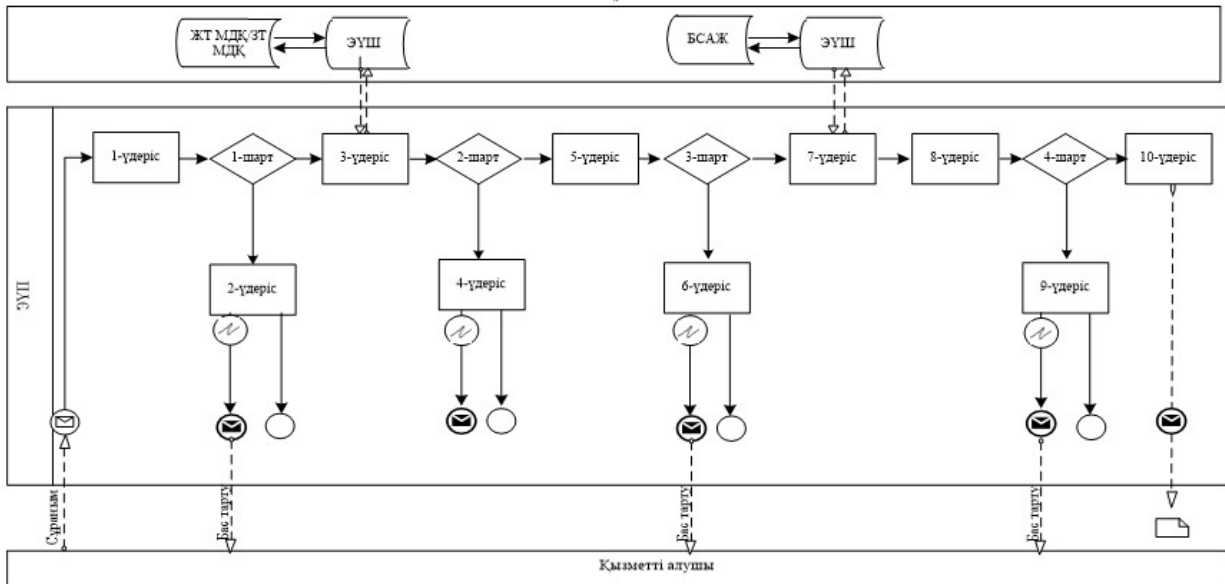 ЖТ МДҚ/ЗТ
МДҚ
ЭҮШ
БСАЖ
ЭҮШ
ЭҮП
1-үдеріс
1-шарт
3-үдеріс
2-шарт
5-үдеріс
3-шарт
7-үдеріс
8-үдеріс
4-шарт
10-үдеріс
2-үдеріс
4-үдеріс
6-үдеріс
9-үдеріс
Сұраным
Бас тарту
Бас тарту
Бас тарту
Қызметті алушы